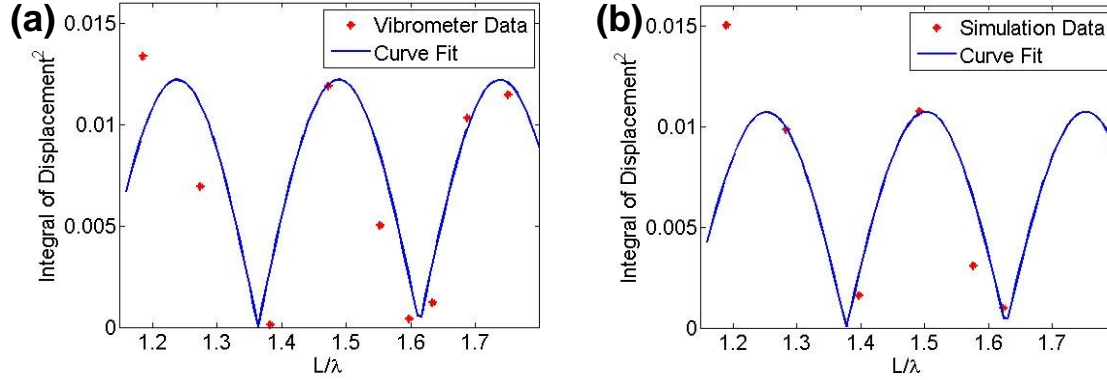 (a)
0.015
0.01
0.005
0
Integral of Displacement²
Vibrometer Data
Curve Fit
1.2 1.3 1.4 1.5 1.6 1.7
L/λ
(b)
0.015
0.01
0.005
0
Integral of Displacement²
Simulation Data
Curve Fit
1.2 1.3 1.4 1.5 1.6 1.7
L/λ